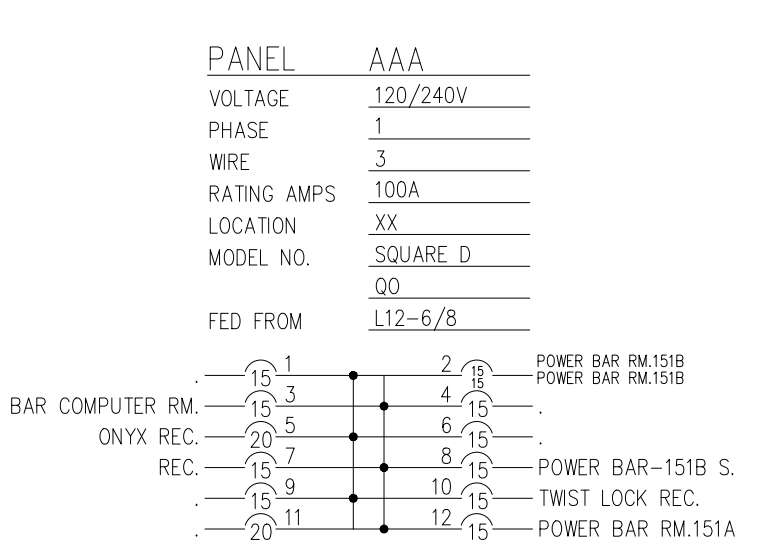 PANEL AAA
VOLTAGE 120/240V
PHASE 1
WIRE 3
RATING AMPS 100A
LOCATION XX
MODEL NO. SQUARE D
QO
FED FROM L12-6/8
. 15 1 2 15 POWER BAR RM.151B
15 POWER BAR RM.151B
BAR COMPUTER RM. 15 3 4 15 .
ONYX REC. 20 5 6 15 .
REC. 15 7 8 15 POWER BAR-151B S.
. 15 9 10 15 TWIST LOCK REC.
. 20 11 12 15 POWER BAR RM.151A